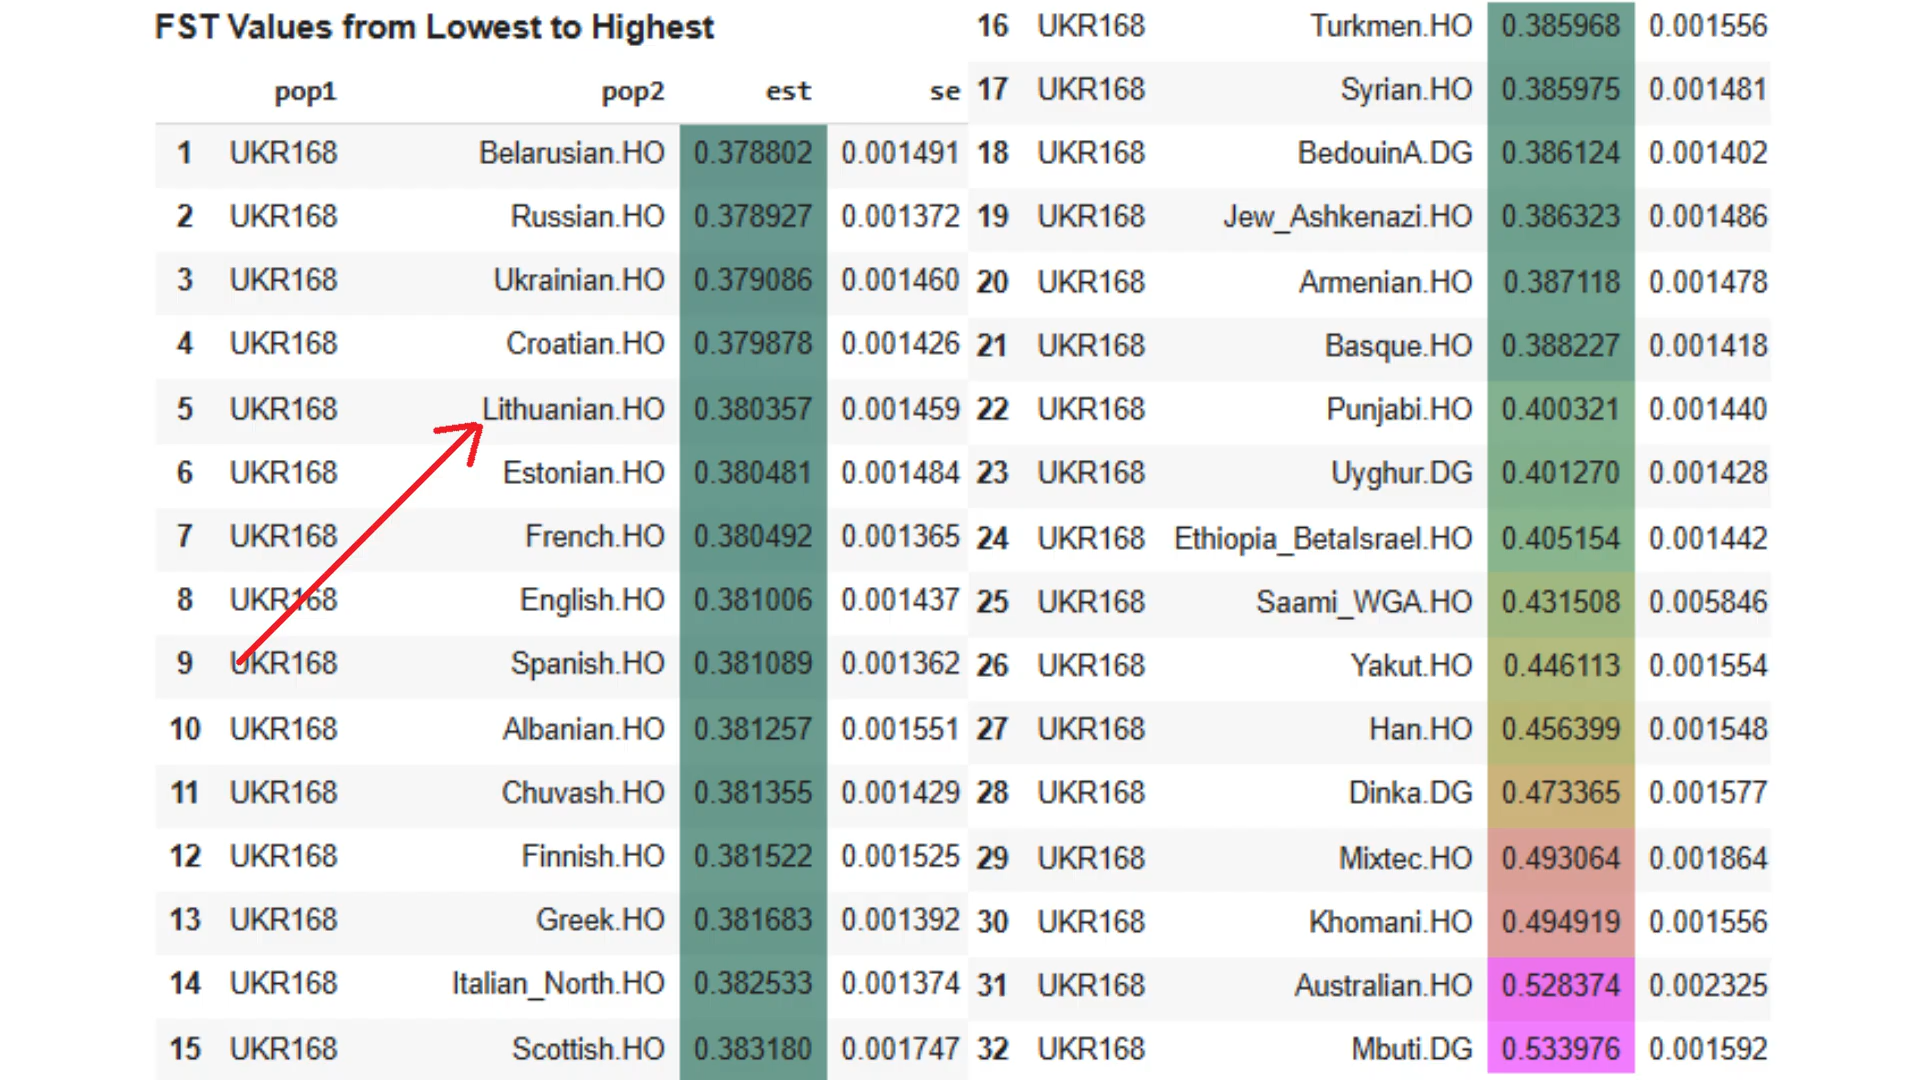 FST Values from Lowest to Highest
pop1 pop2 est se
1 UKR168 Belarusian.HO 0.378802 0.001491
2 UKR168 Russian.HO 0.378927 0.001372
3 UKR168 Ukrainian.HO 0.379086 0.001460
4 UKR168 Croatian.HO 0.379878 0.001426
5 UKR168 Lithuanian.HO 0.380357 0.001459
6 UKR168 Estonian.HO 0.380481 0.001484
7 UKR168 French.HO 0.380492 0.001365
8 UKR168 English.HO 0.381006 0.001437
9 UKR168 Spanish.HO 0.381089 0.001362
10 UKR168 Albanian.HO 0.381257 0.001551
11 UKR168 Chuvash.HO 0.381355 0.001429
12 UKR168 Finnish.HO 0.381522 0.001525
13 UKR168 Greek.HO 0.381683 0.001392
14 UKR168 Italian_North.HO 0.382533 0.001374
15 UKR168 Scottish.HO 0.383180 0.001747
16 UKR168 Turkmen.HO 0.385968 0.001556
17 UKR168 Syrian.HO 0.385975 0.001481
18 UKR168 BedouinA.DG 0.386124 0.001402
19 UKR168 Jew_Ashkenazi.HO 0.386323 0.001486
20 UKR168 Armenian.HO 0.387118 0.001478
21 UKR168 Basque.HO 0.388227 0.001418
22 UKR168 Punjabi.HO 0.400321 0.001440
23 UKR168 Uyghur.DG 0.401270 0.001428
24 UKR168 Ethiopia_BetaIsrael.HO 0.405154 0.001442
25 UKR168 Saami_WGA.HO 0.431508 0.005846
26 UKR168 Yakut.HO 0.446113 0.001554
27 UKR168 Han.HO 0.456399 0.001548
28 UKR168 Dinka.DG 0.473365 0.001577
29 UKR168 Mixtec.HO 0.493064 0.001864
30 UKR168 Khomani.HO 0.494919 0.001556
31 UKR168 Australian.HO 0.528374 0.002325
32 UKR168 Mbuti.DG 0.533976 0.001592